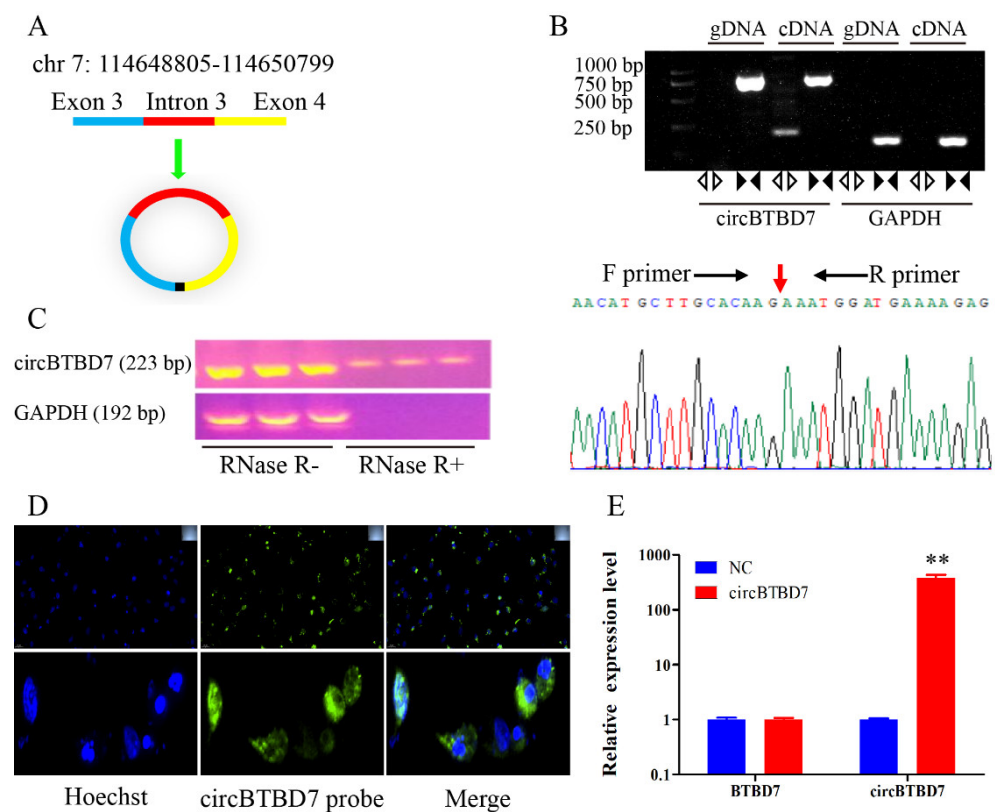 A
chr 7: 114648805-114650799
Exon 3 Intron 3 Exon 4
B
gDNA cDNA gDNA cDNA
1000 bp
750 bp
500 bp
250 bp
circBTBD7 GAPDH
F primer R primer
AACATGCTTGCACAAGAAATGGATGAAAAGAG
C
circBTBD7 (223 bp)
GAPDH (192 bp)
RNase R- RNase R+
D
Hoechst circBTBD7 probe Merge
E
Relative expression level
1000
100
10
1
0.1
NC
circBTBD7
**
BTBD7 circBTBD7